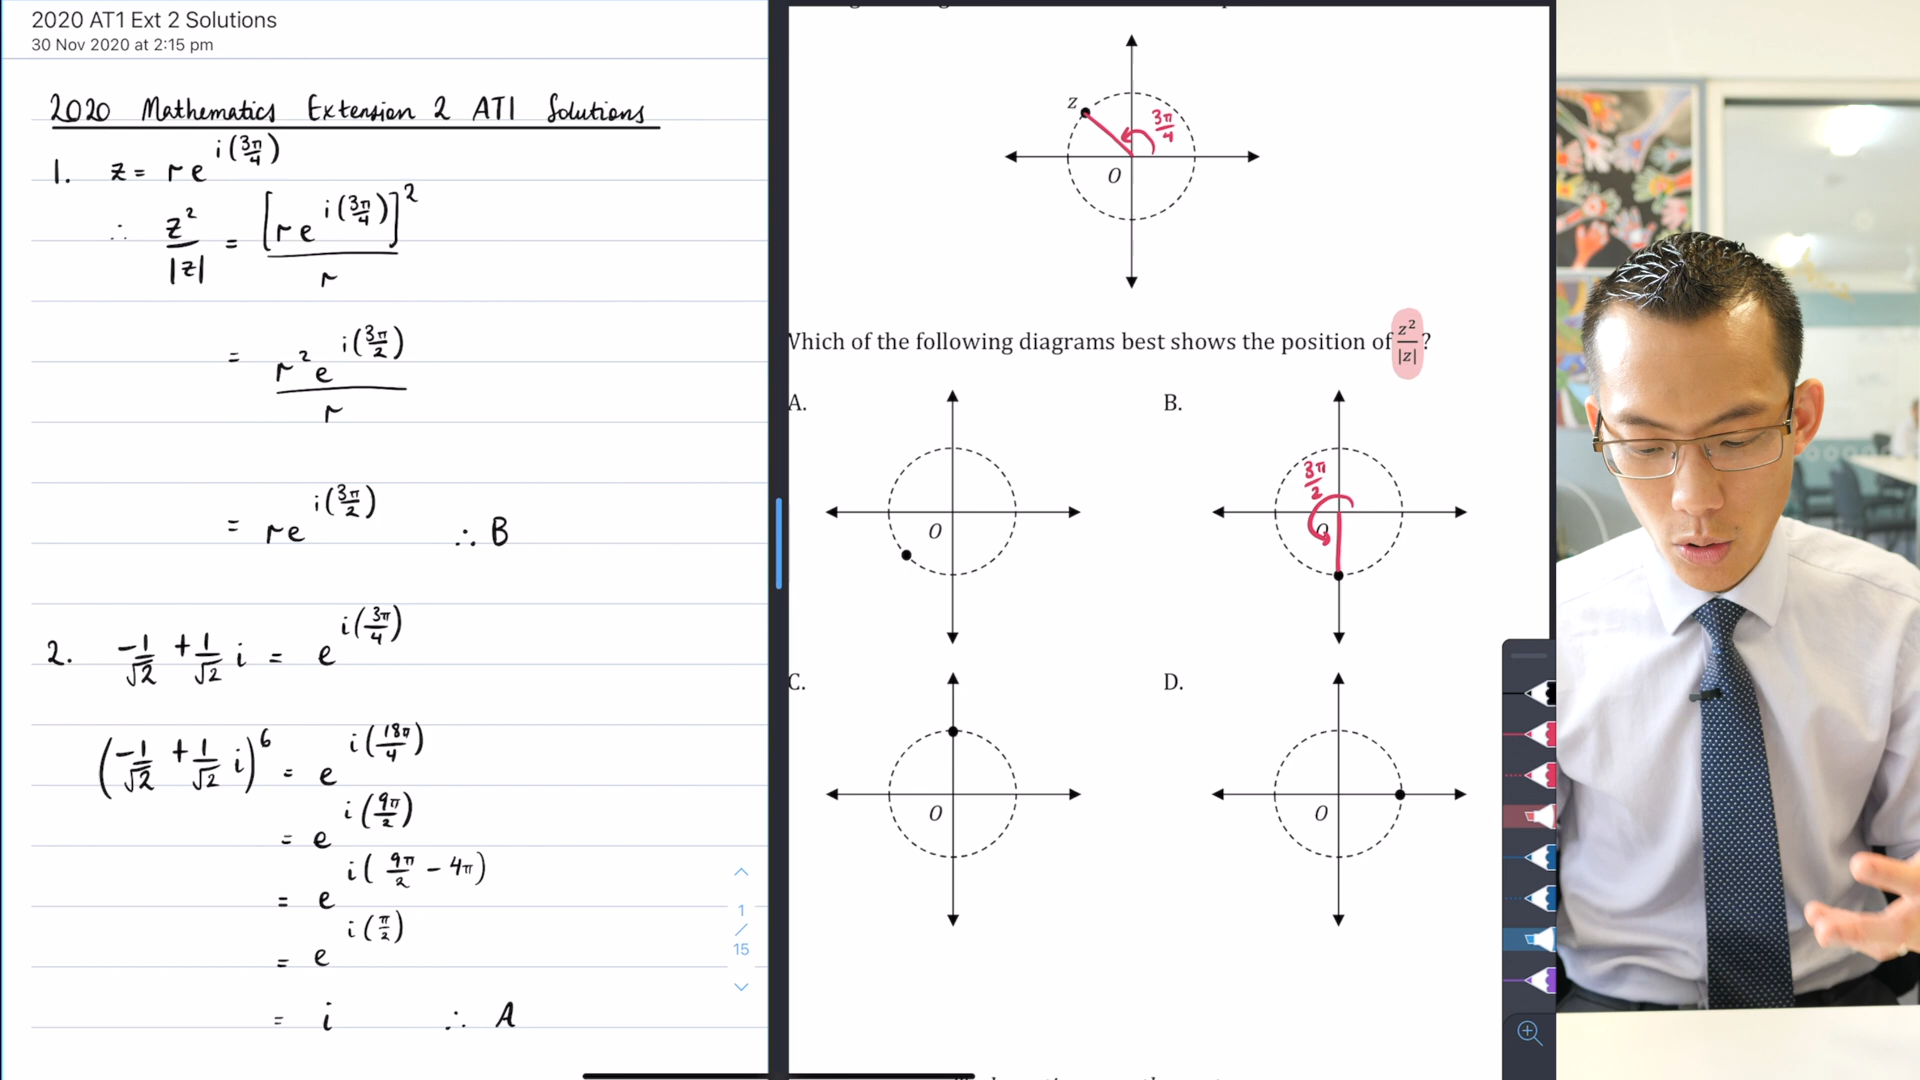 2020 AT1 Ext 2 Solutions
30 Nov 2020 at 2:15 pm
2020 Mathematics Extension 2 AT1 Solutions
1. z = re^{i(3π/4)}
∴ z²/|z| = [re^{i(3π/4)}]²/r
= r²e^{i(3π/2)}/r
= re^{i(3π/2)} ∴ B
2. -1/√2 + 1/√2 i = e^{i(3π/4)}
(-1/√2 + 1/√2 i)^6 = e^{i(18π/4)}
= e^{i(9π/2)}
= e^{i(9π/2 - 4π)}
= e^{i(π/2)}
= i ∴ A
1
/
15
z
3π/4
O
Which of the following diagrams best shows the position of z²/|z|?
A.
O
B.
3π/2
O
C.
O
D.
O